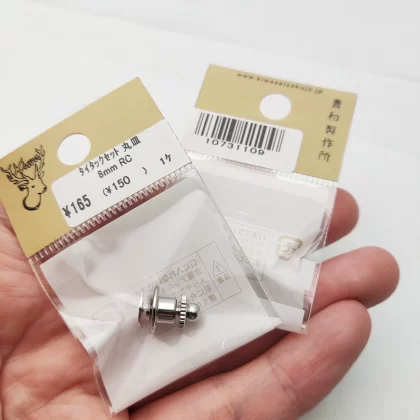 タイタックセット 丸皿
8mm RC
¥165
(¥150 )
1ケ
www.kiwaseisakujo.jp
貴和製作所
10731109